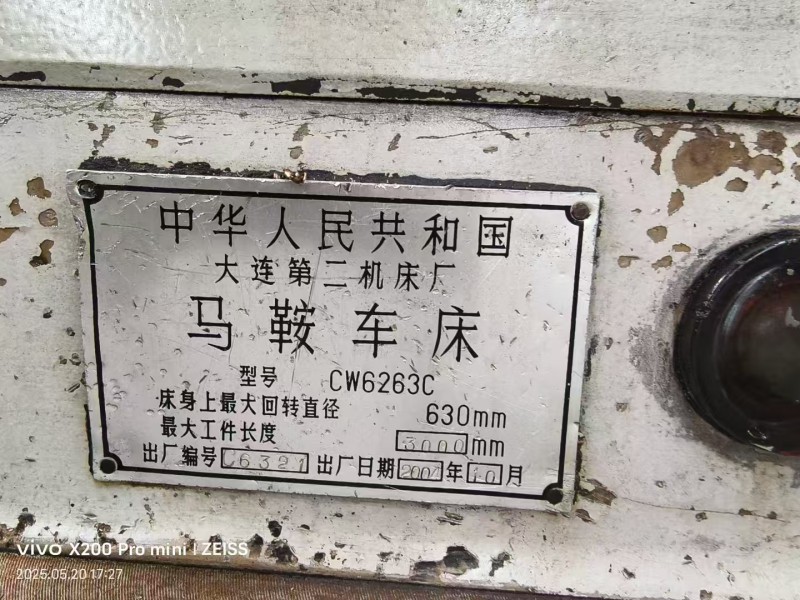 中华人民共和国
大连第二机床厂
马鞍车床
型号 CW6263C
床身上最大回转直径 630mm
最大工件长度 3000mm
出厂编号 C6321 出厂日期 2001年10月
vivo X200 Pro mini | ZEISS
2025.05.20 17:27